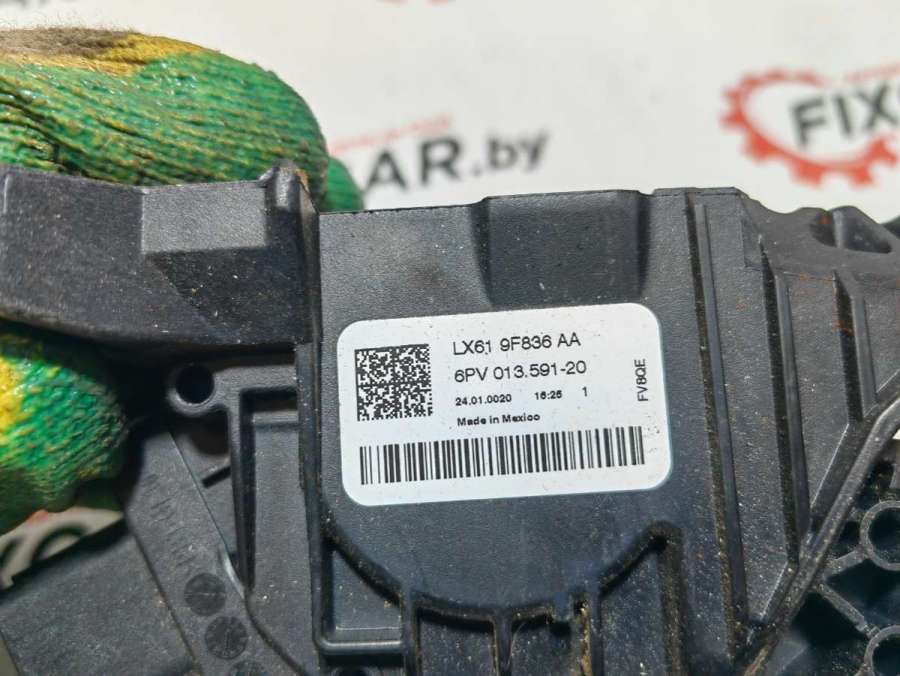 AR.by
FIX
LX61 9F836 AA
6PV 013.591-20
24.01.0020 16:25 1
Made in Mexico
FV8QE